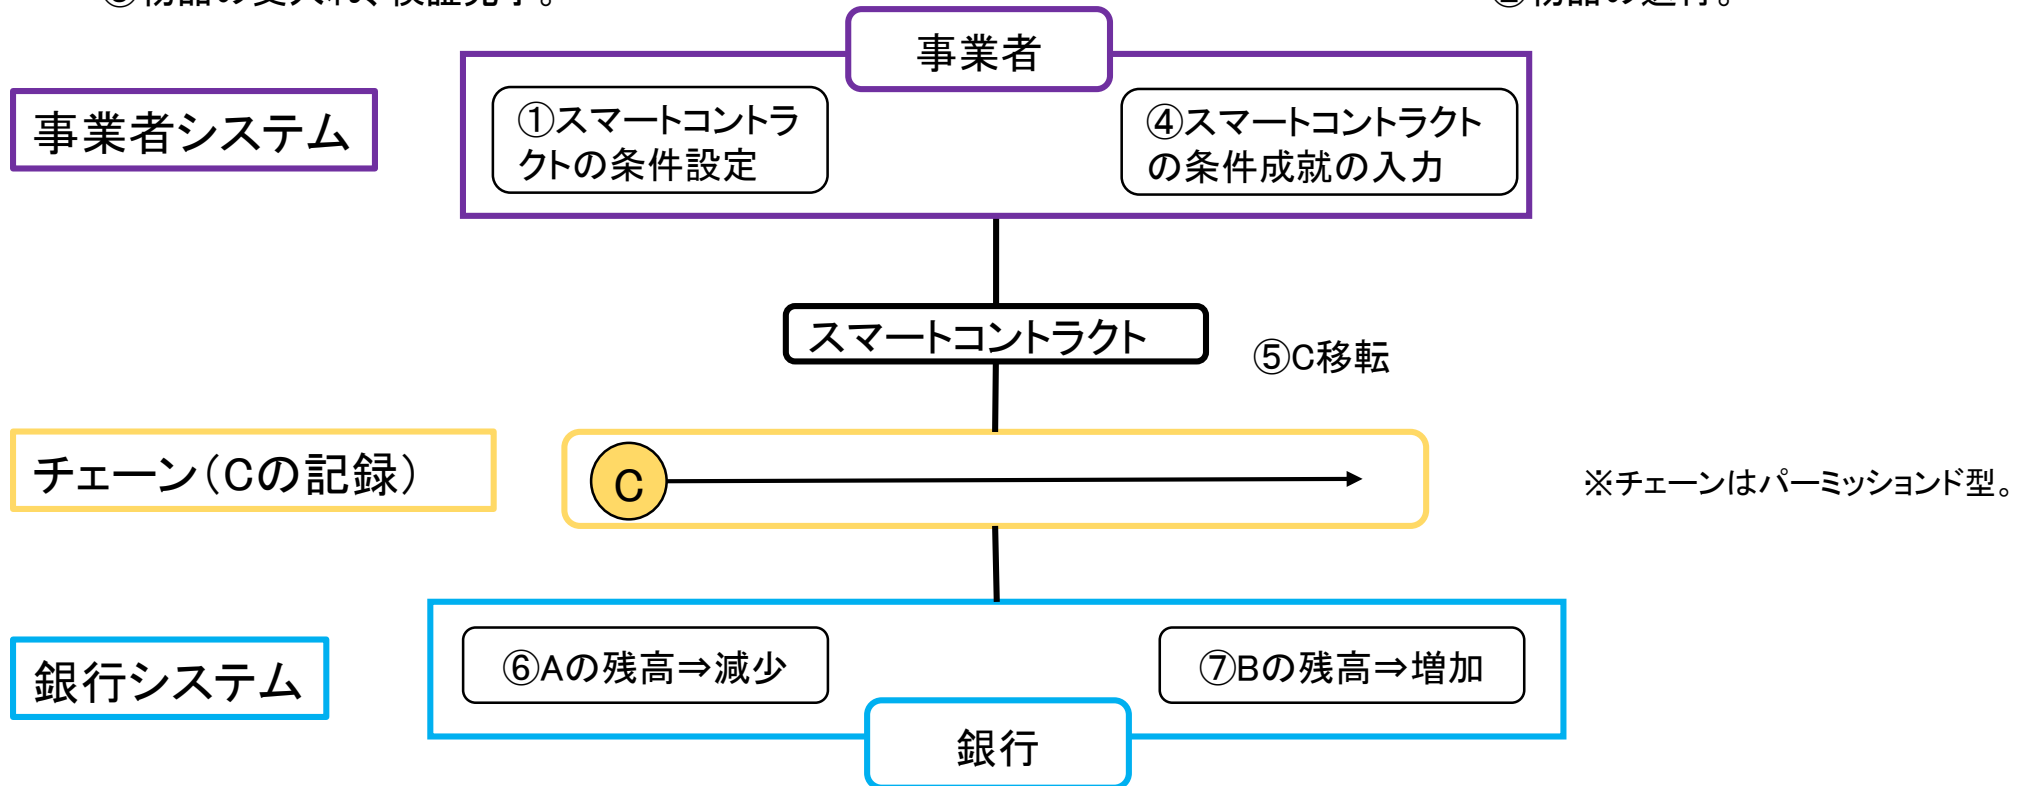 事業者
事業者システム
①スマートコントラ
クトの条件設定
④スマートコントラクト
の条件成就の入力
スマートコントラクト
⑤C移転
チェーン(Cの記録)
C
※チェーンはパーミッションド型。
銀行システム
⑥Aの残高⇒減少
⑦Bの残高⇒増加
銀行